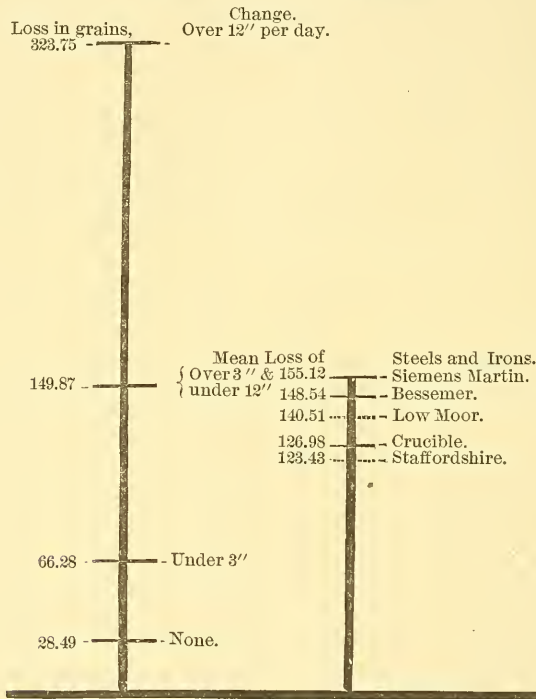 Change.
Loss in grains, Over 12″ per day.
323.75
Mean Loss of Steels and Irons.
149.87 { Over 3″ & 155.12 Siemens Martin.
under 12″ 148.54 Bessemer.
140.51 Low Moor.
126.98 Crucible.
123.43 Staffordshire.
66.28 Under 3″
28.49 None.